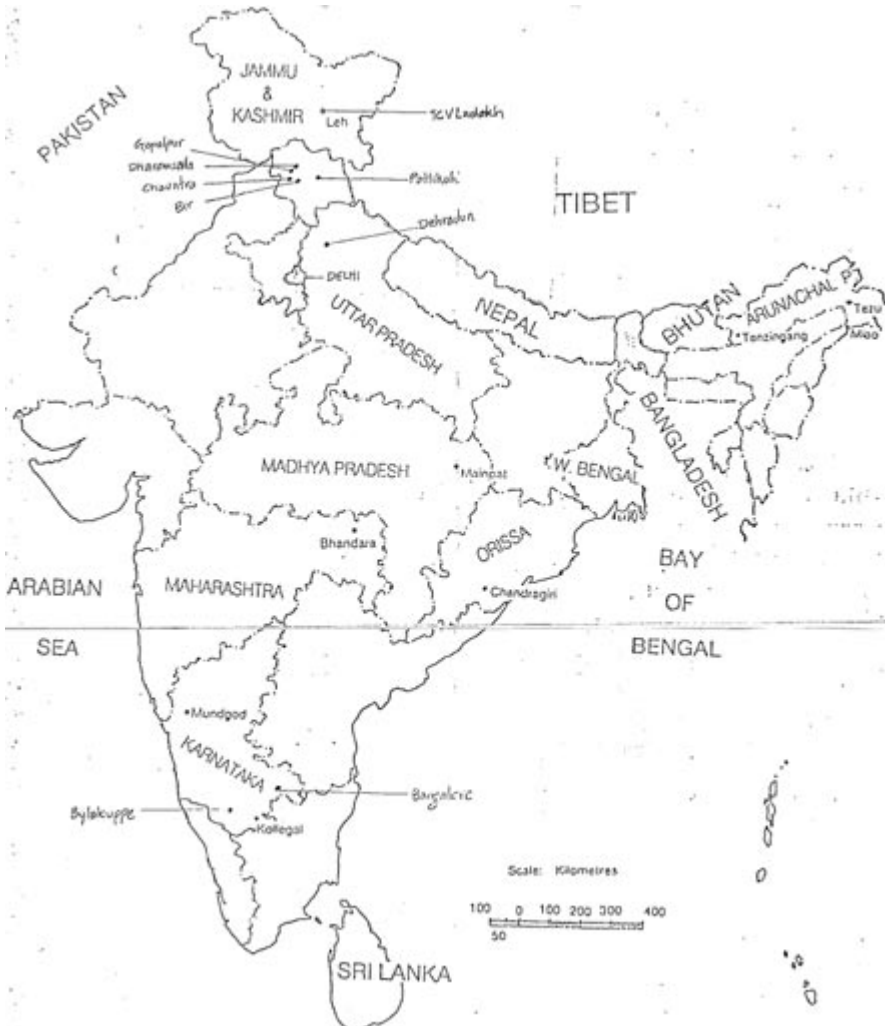 JAMMU
&
KASHMIR
Leh
TCV Ladakh
PAKISTAN
Gopalpur
Dharamsala
Chauntra
Bir
TIBET
Dehradun
DELHI
UTTAR PRADESH
NEPAL
BHUTAN
ARUNACHAL P.
Tezu
Miao
Tenzingang
BANGLADESH
MADHYA PRADESH
Mainpat
W. BENGAL
Bhandara
ORISSA
MAHARASHTRA
Chandragiri
ARABIAN
SEA
BAY
OF
BENGAL
Mundgod
KARNATAKA
Bylakuppe
Kollegal
Scale: Kilometres
100 0 100 200 300 400
50
SRI LANKA